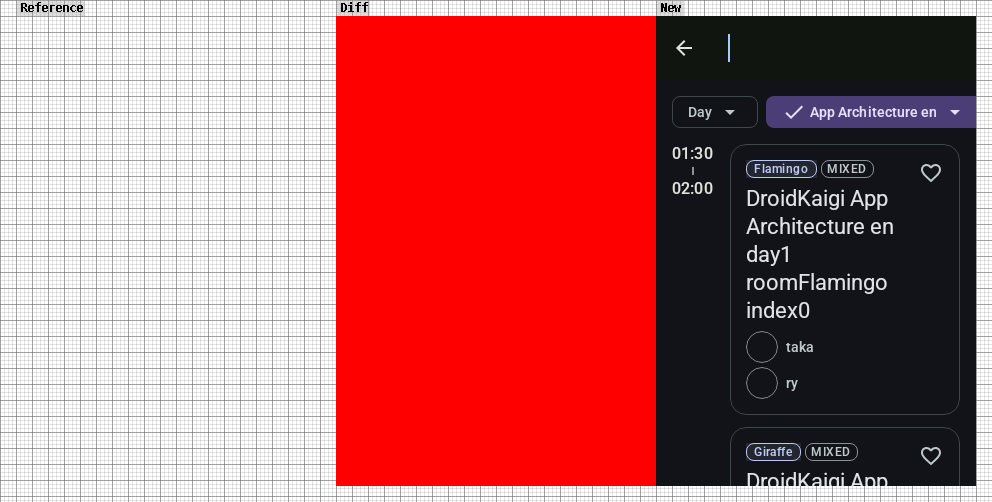 Reference
Diff
New
Day
App Architecture en
01:30
02:00
Flamingo
MIXED
DroidKaigi App
Architecture en
day1
roomFlamingo
index0
taka
ry
Giraffe
MIXED
DroidKaigi App